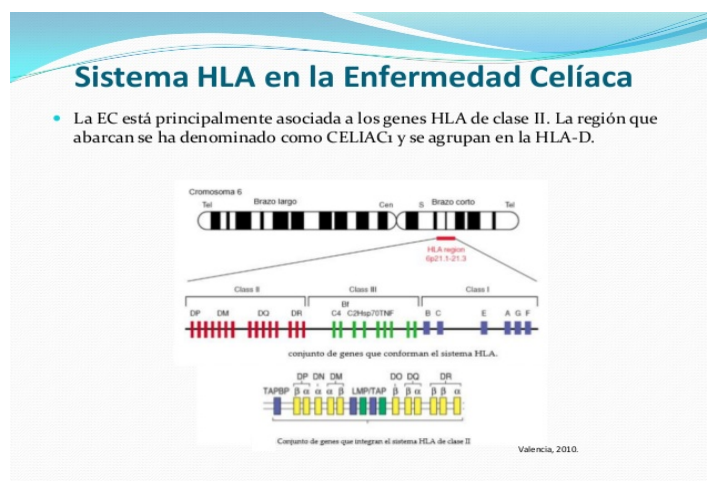 Sistema HLA en la Enfermedad Celíaca
La EC está principalmente asociada a los genes HLA de clase II. La región que
abarcan se ha denominado como CELIAC1 y se agrupan en la HLA-D.
Cromosoma 6
Tel Brazo largo Cen S Brazo corto Tel
HLA region
6p21.1-21.3
Class II Class III Class I
Bf
DP DM DQ DR C4 C2Hsp70TNF B C E A G F
conjunto de genes que conforman el sistema HLA.
DP DN DM DO DQ DR
TAPBP β α α α β LMP/TAP β β α β β α
Conjunto de genes que integran el sistema HLA de clase II
Valencia, 2010.